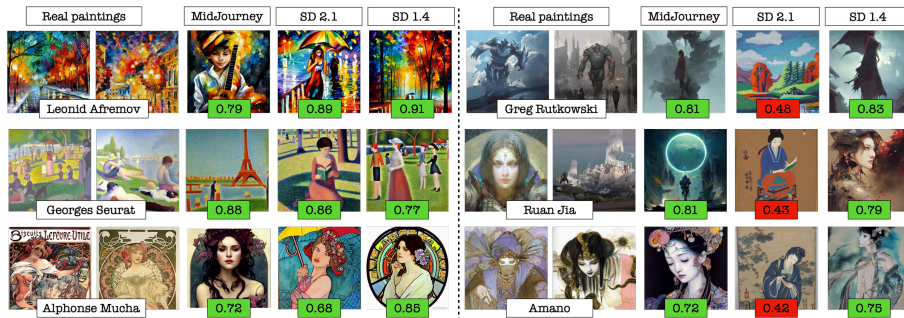 Real paintings MidJourney SD 2.1 SD 1.4
Leonid Afremov 0.79 0.89 0.91
Georges Seurat 0.88 0.86 0.77
BISCUITS LEFÈVRE-UTILE
Alphonse Mucha 0.72 0.68 0.85
Real paintings MidJourney SD 2.1 SD 1.4
Greg Rutkowski 0.81 0.48 0.83
Ruan Jia 0.81 0.43 0.79
Amano 0.72 0.42 0.75